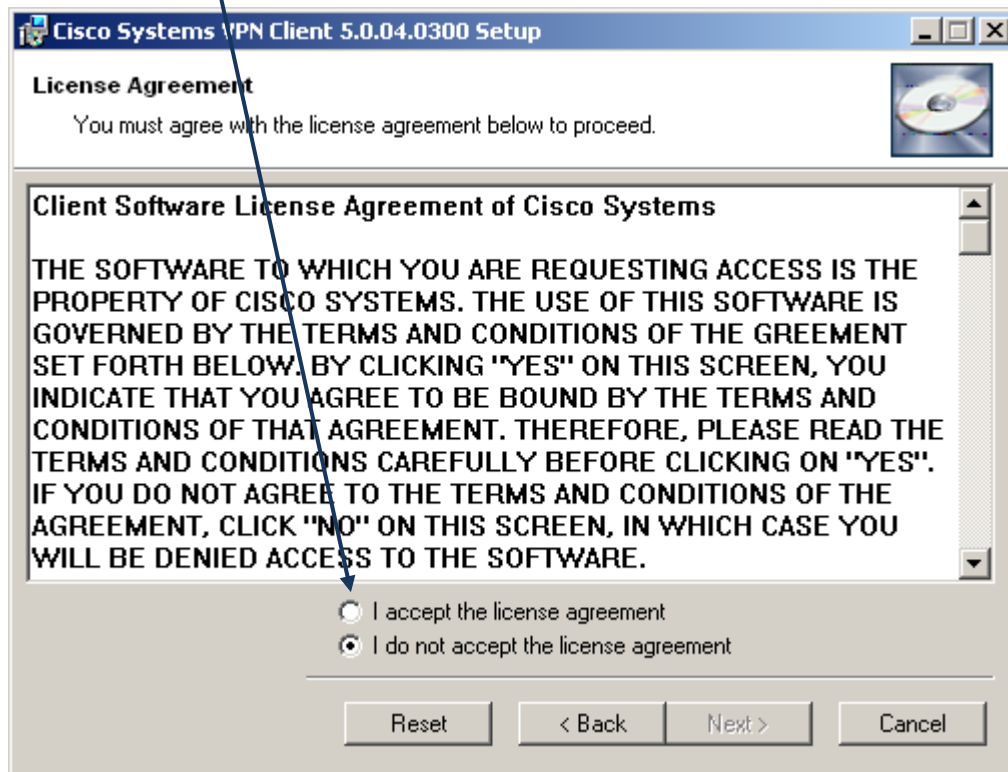 Cisco Systems VPN Client 5.0.04.0300 Setup
License Agreement
You must agree with the license agreement below to proceed.
Client Software License Agreement of Cisco Systems
THE SOFTWARE TO WHICH YOU ARE REQUESTING ACCESS IS THE
PROPERTY OF CISCO SYSTEMS. THE USE OF THIS SOFTWARE IS
GOVERNED BY THE TERMS AND CONDITIONS OF THE GREEMENT
SET FORTH BELOW. BY CLICKING "YES" ON THIS SCREEN, YOU
INDICATE THAT YOU AGREE TO BE BOUND BY THE TERMS AND
CONDITIONS OF THAT AGREEMENT. THEREFORE, PLEASE READ THE
TERMS AND CONDITIONS CAREFULLY BEFORE CLICKING ON "YES".
IF YOU DO NOT AGREE TO THE TERMS AND CONDITIONS OF THE
AGREEMENT, CLICK "NO" ON THIS SCREEN, IN WHICH CASE YOU
WILL BE DENIED ACCESS TO THE SOFTWARE.
I accept the license agreement
I do not accept the license agreement
Reset < Back Next > Cancel